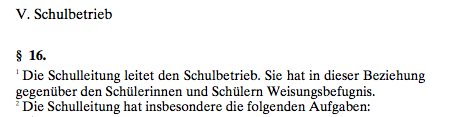 V. Schulbetrieb
§ 16.
¹ Die Schulleitung leitet den Schulbetrieb. Sie hat in dieser Beziehung
gegenüber den Schülerinnen und Schülern Weisungsbefugnis.
² Die Schulleitung hat insbesondere die folgenden Aufgaben: